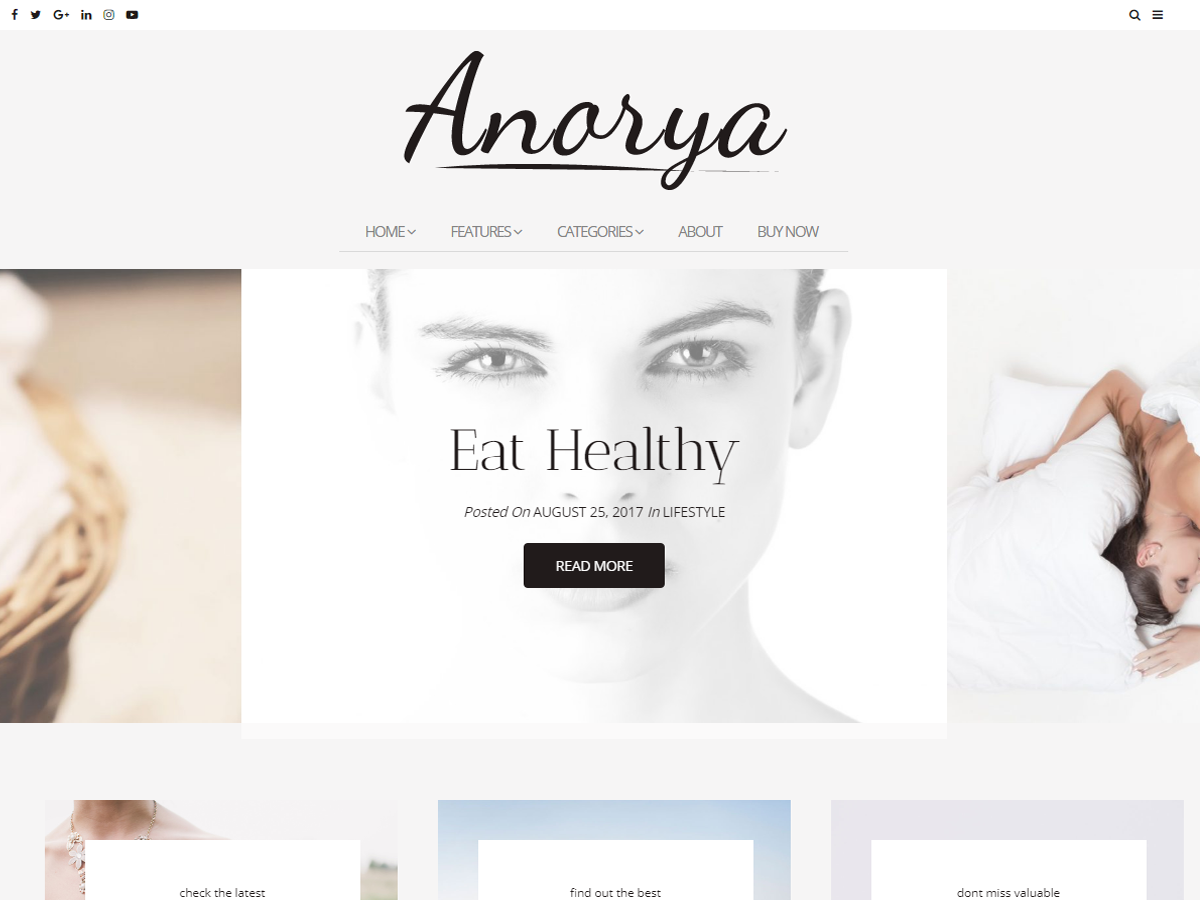 Anorya
HOME FEATURES CATEGORIES ABOUT BUY NOW
Eat Healthy
Posted On AUGUST 25, 2017 In LIFESTYLE
READ MORE
check the latest
find out the best
dont miss valuable